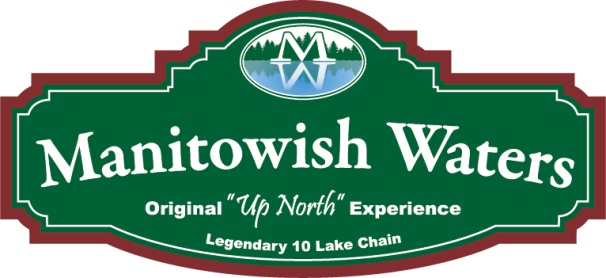 MW
Manitowish Waters
Original "Up North" Experience
Legendary 10 Lake Chain